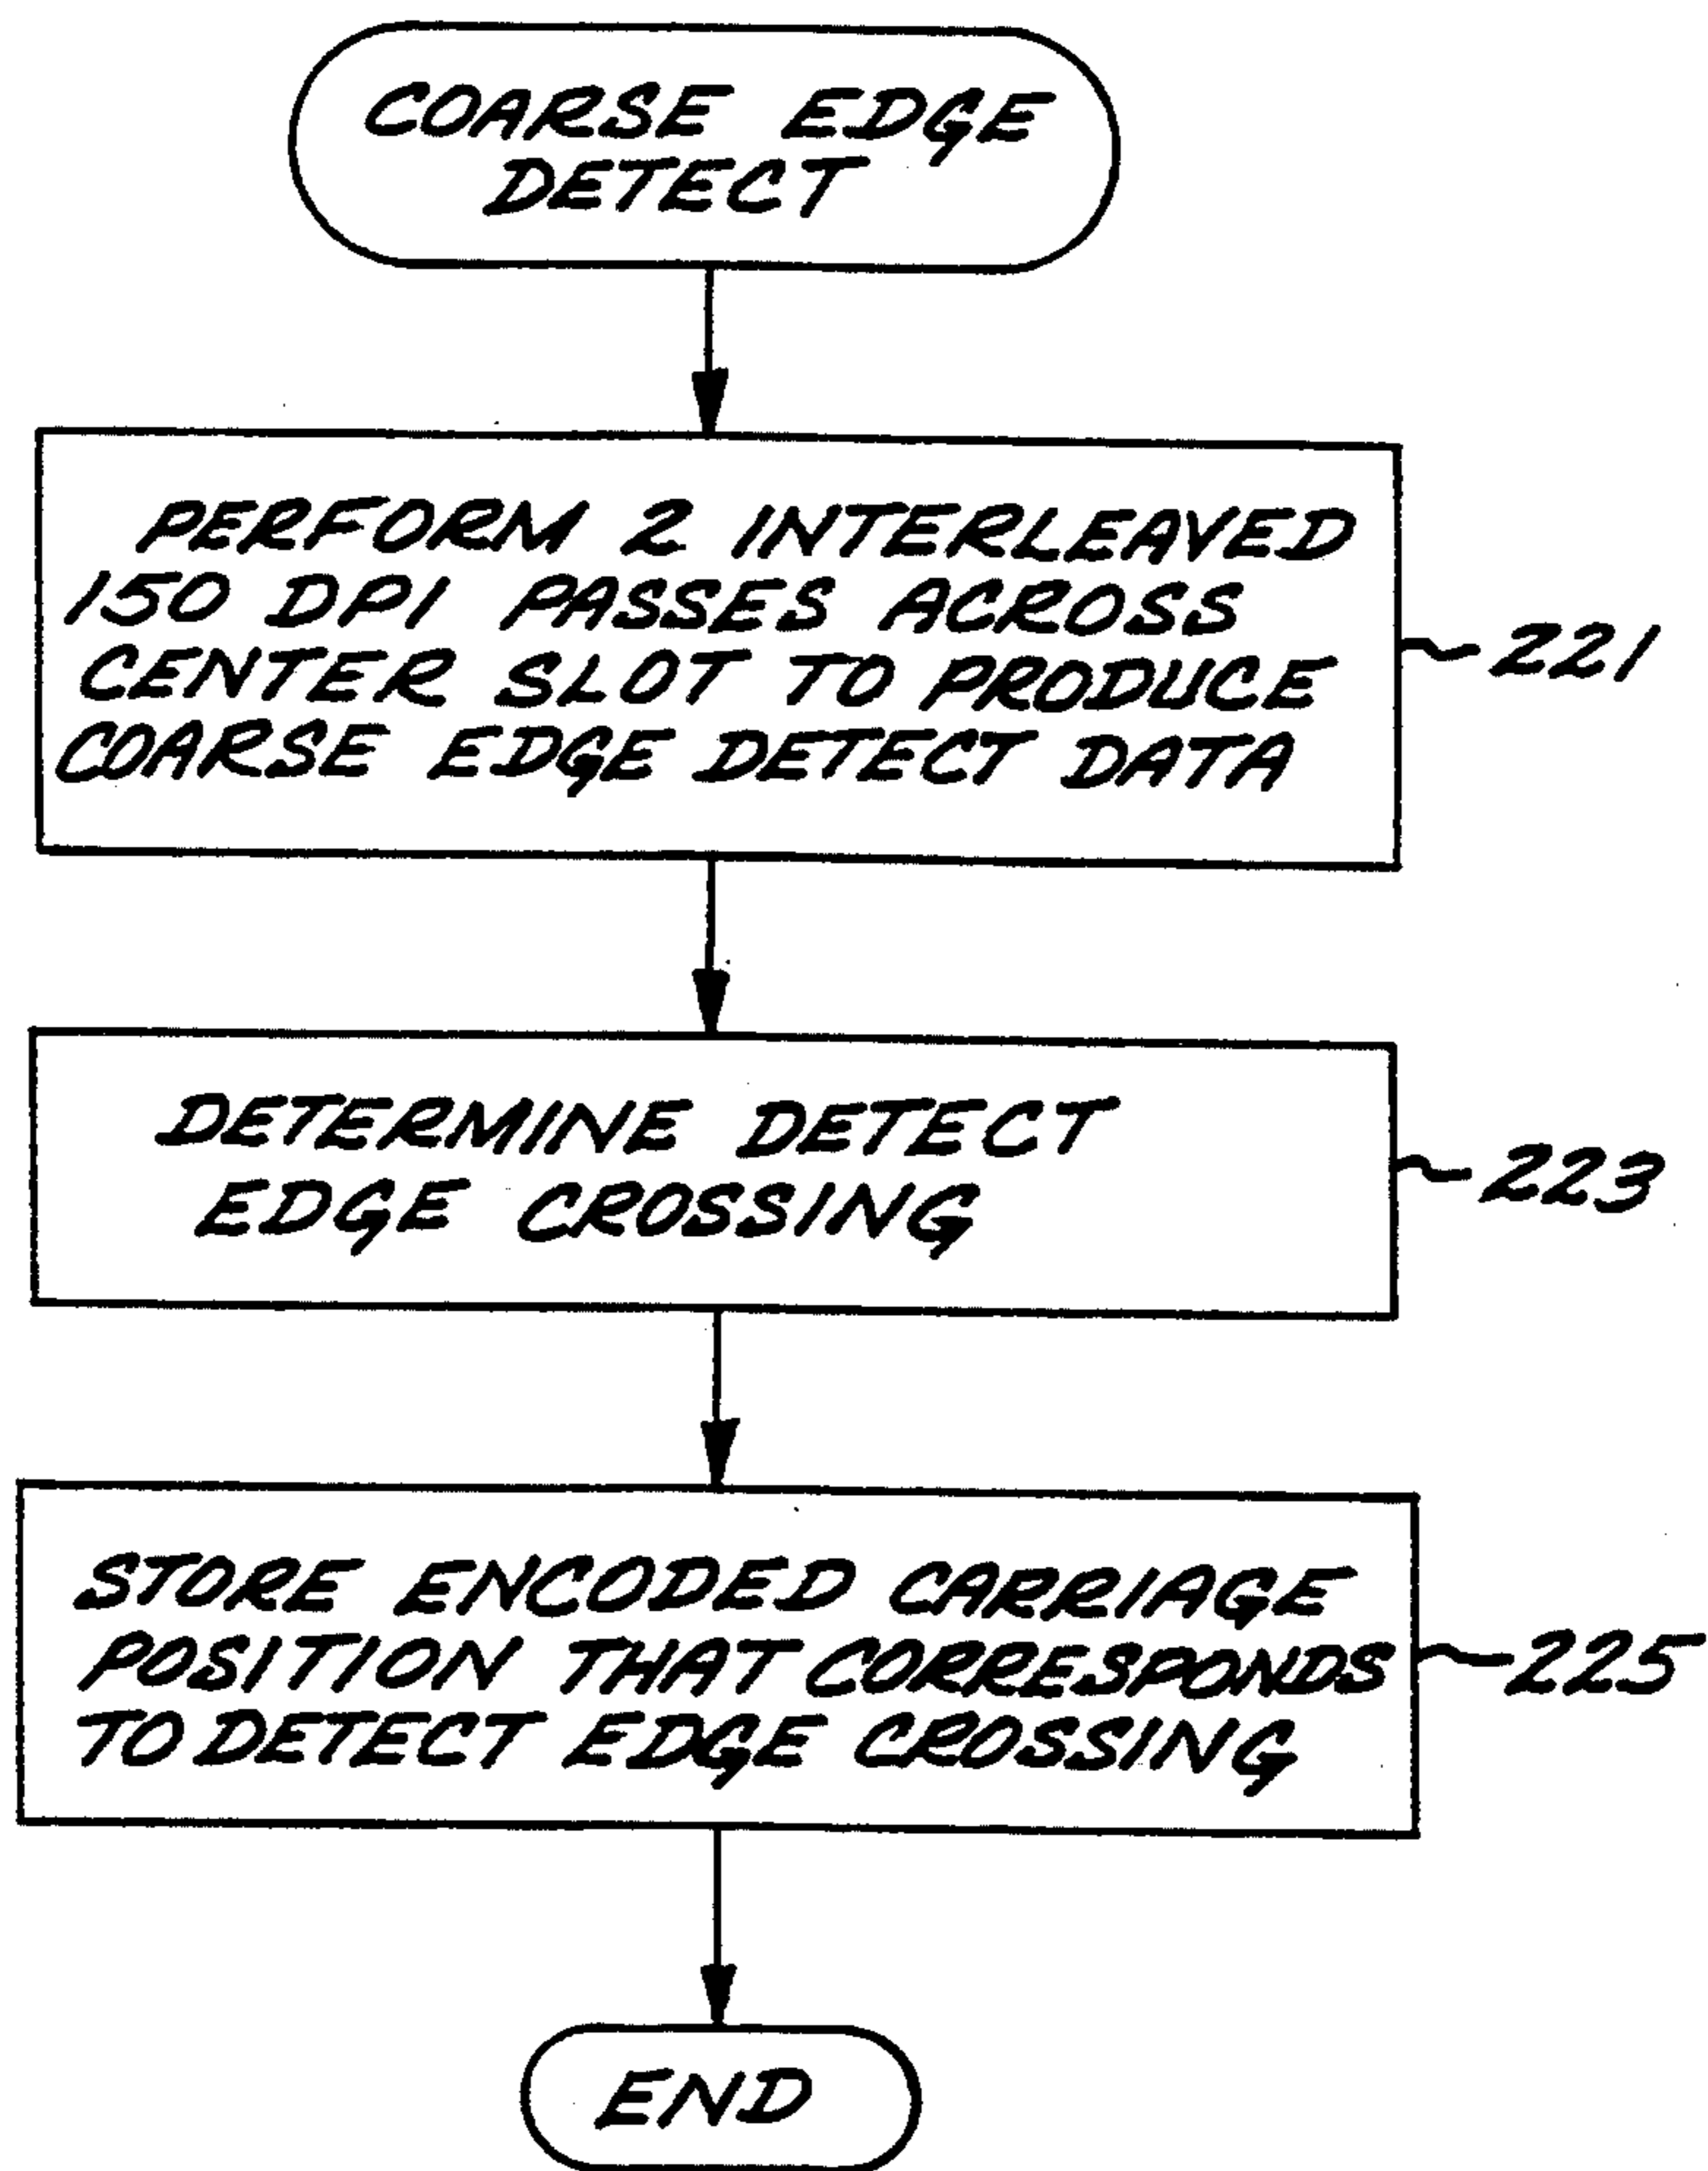 COARSE EDGE
DETECT
PERFORM 2 INTERLEAVED
150 DPI PASSES ACROSS
CENTER SLOT TO PRODUCE
COARSE EDGE DETECT DATA
221
DETERMINE DETECT
EDGE CROSSING
223
STORE ENCODED CARRIAGE
POSITION THAT CORRESPONDS
TO DETECT EDGE CROSSING
225
END